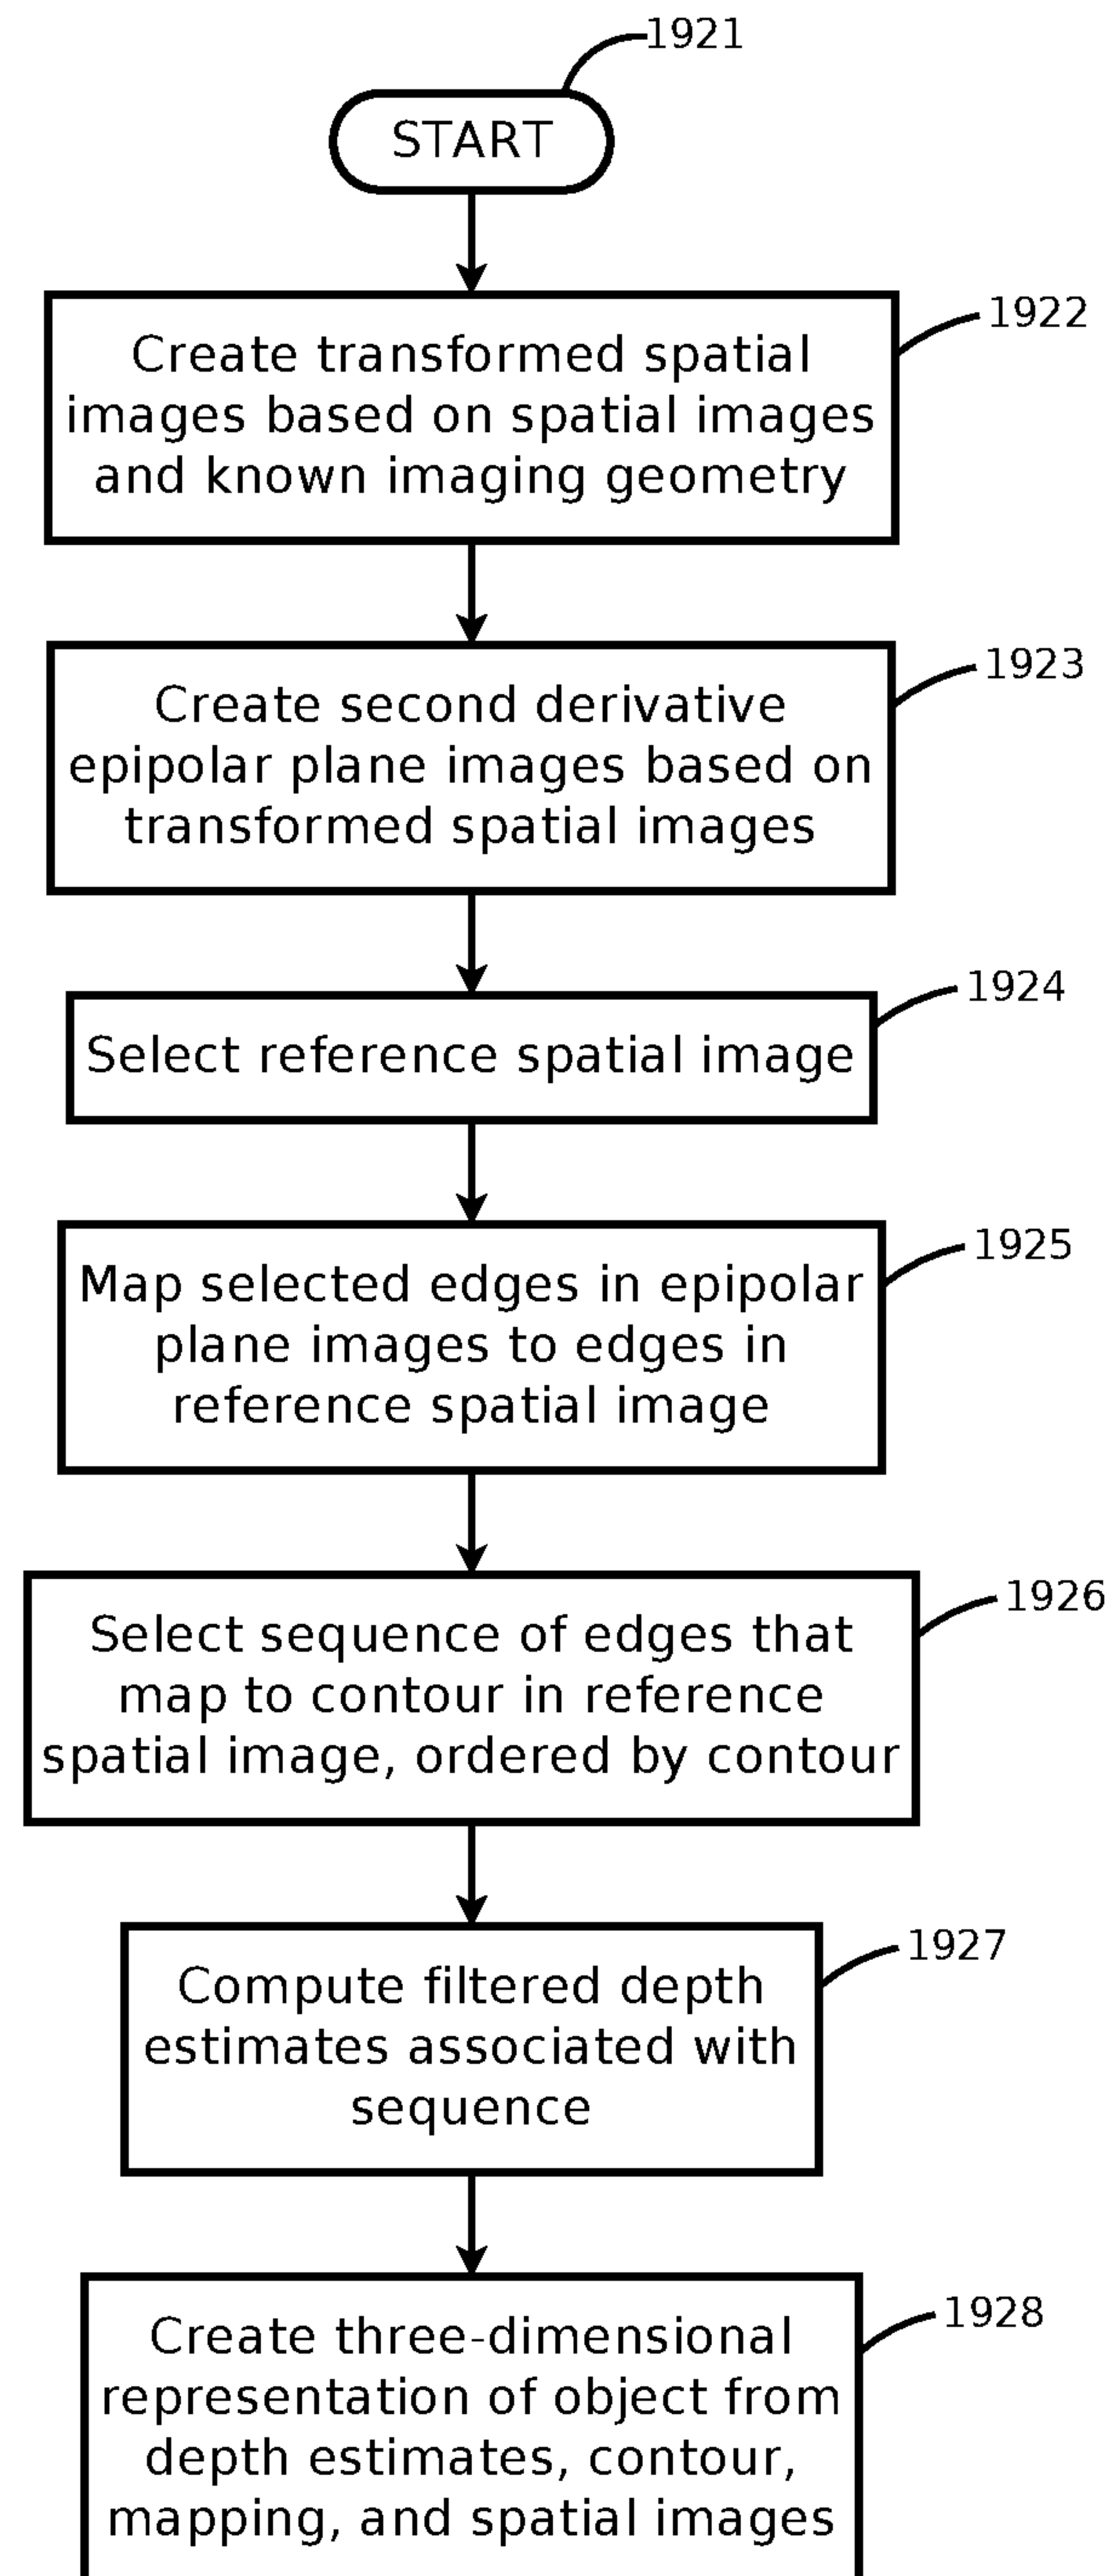 1921
START
1922
Create transformed spatial
images based on spatial images
and known imaging geometry
1923
Create second derivative
epipolar plane images based on
transformed spatial images
1924
Select reference spatial image
1925
Map selected edges in epipolar
plane images to edges in
reference spatial image
1926
Select sequence of edges that
map to contour in reference
spatial image, ordered by contour
1927
Compute filtered depth
estimates associated with
sequence
1928
Create three-dimensional
representation of object from
depth estimates, contour,
mapping, and spatial images